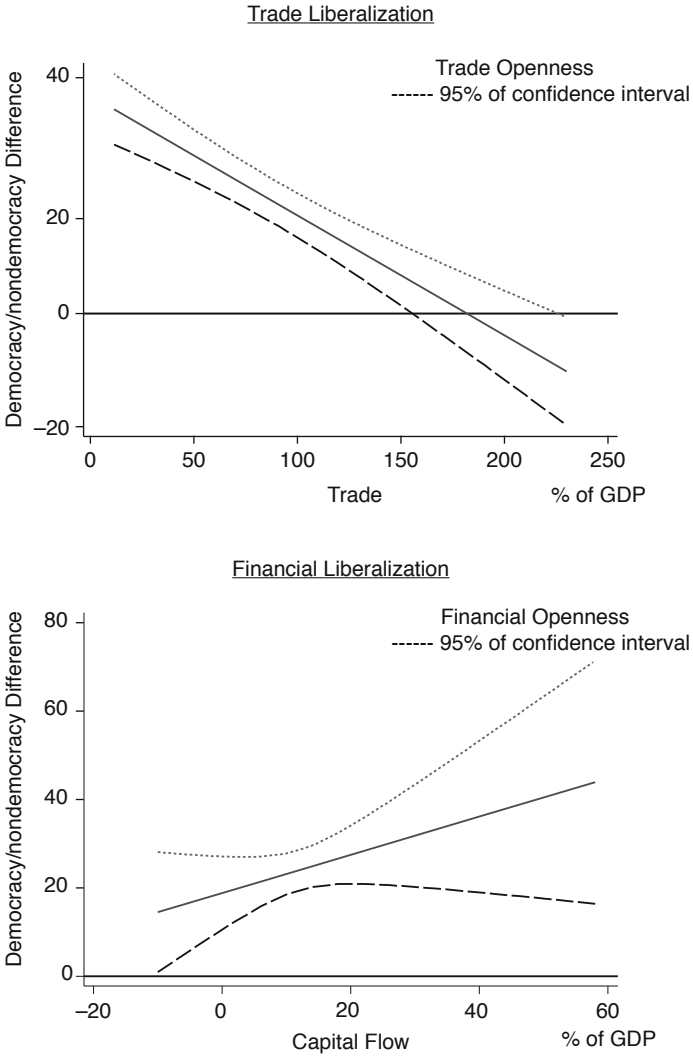 Trade Liberalization
Democracy/nondemocracy Difference
Trade Openness
95% of confidence interval
40
20
0
–20
0 50 100 150 200 250
Trade % of GDP
Financial Liberalization
Democracy/nondemocracy Difference
Financial Openness
95% of confidence interval
80
60
40
20
0
–20 0 20 40 60
Capital Flow % of GDP